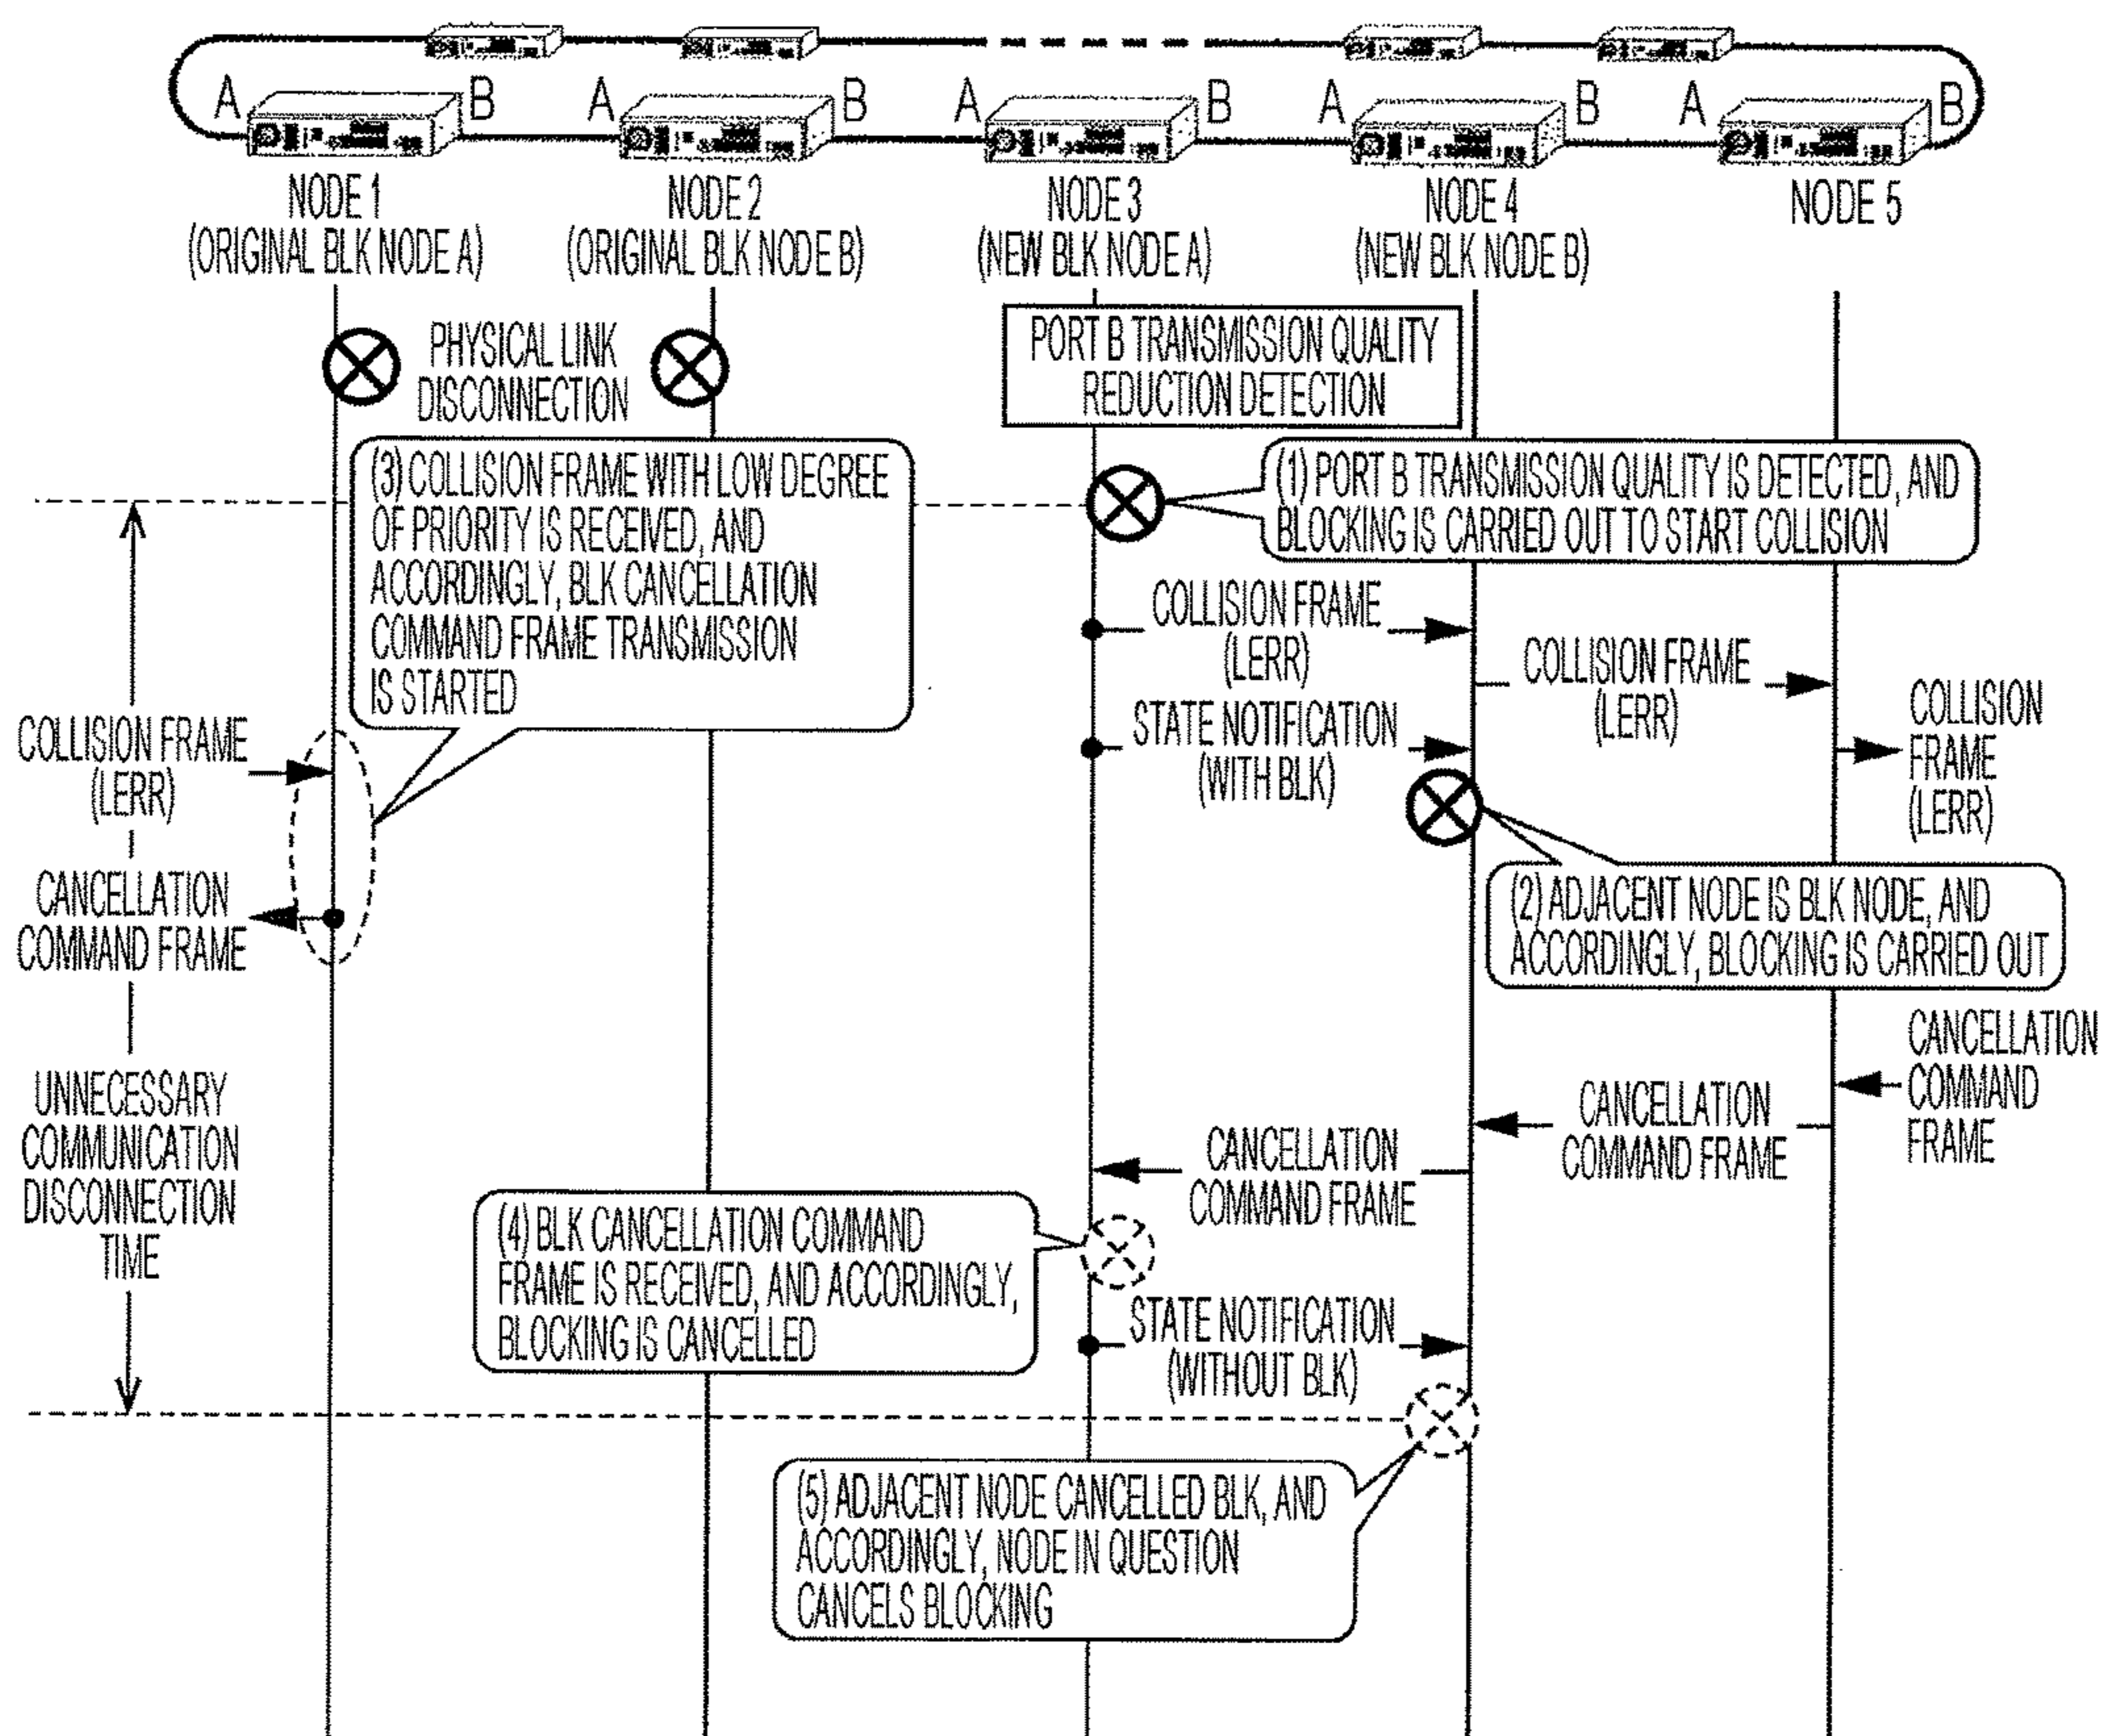 A B A B A B A B A B
NODE 1
(ORIGINAL BLK NODE A)
NODE 2
(ORIGINAL BLK NODE B)
NODE 3
(NEW BLK NODE A)
NODE 4
(NEW BLK NODE B)
NODE 5
PHYSICAL LINK
DISCONNECTION
PORT B TRANSMISSION QUALITY
REDUCTION DETECTION
(3) COLLISION FRAME WITH LOW DEGREE
OF PRIORITY IS RECEIVED, AND
ACCORDINGLY, BLK CANCELLATION
COMMAND FRAME TRANSMISSION
IS STARTED
(1) PORT B TRANSMISSION QUALITY IS DETECTED, AND
BLOCKING IS CARRIED OUT TO START COLLISION
COLLISION FRAME
(LERR)
COLLISION FRAME
(LERR)
STATE NOTIFICATION
(WITH BLK)
COLLISION
FRAME
(LERR)
COLLISION FRAME
(LERR)
CANCELLATION
COMMAND FRAME
(2) ADJACENT NODE IS BLK NODE, AND
ACCORDINGLY, BLOCKING IS CARRIED OUT
UNNECESSARY
COMMUNICATION
DISCONNECTION
TIME
CANCELLATION
COMMAND
FRAME
CANCELLATION
COMMAND FRAME
CANCELLATION
COMMAND FRAME
(4) BLK CANCELLATION COMMAND
FRAME IS RECEIVED, AND ACCORDINGLY,
BLOCKING IS CANCELLED
STATE NOTIFICATION
(WITHOUT BLK)
(5) ADJACENT NODE CANCELLED BLK, AND
ACCORDINGLY, NODE IN QUESTION
CANCELS BLOCKING